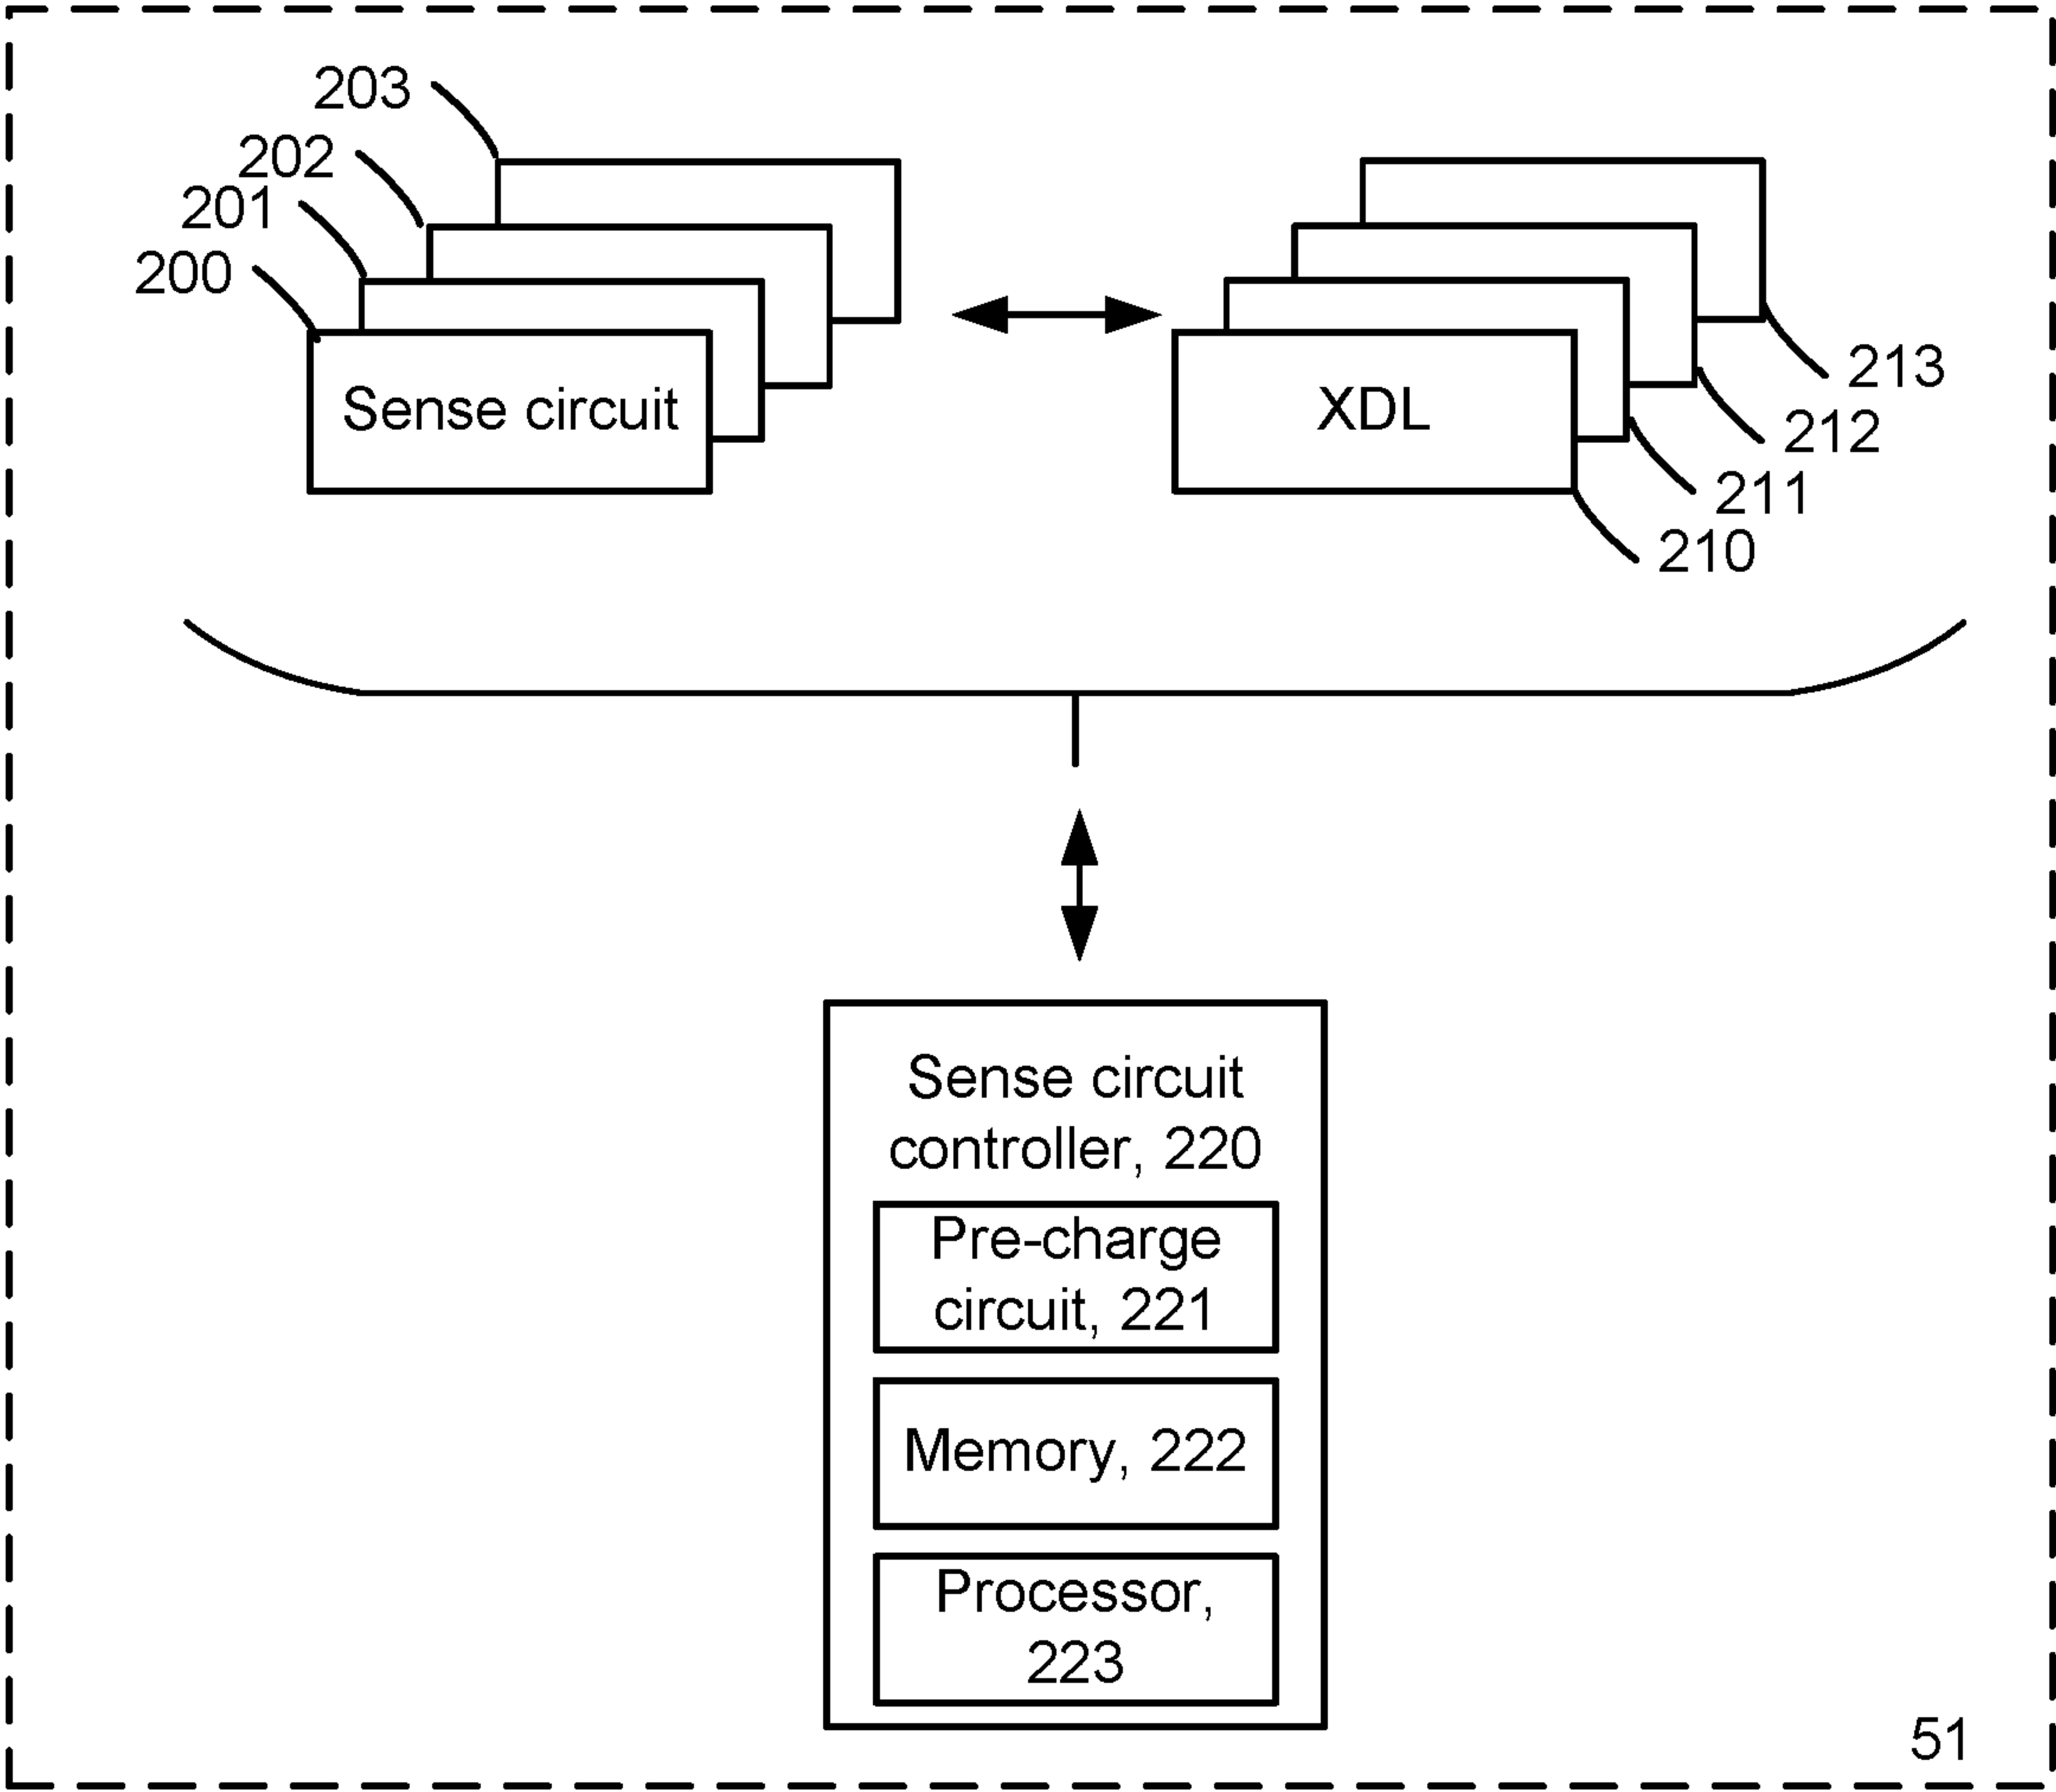 203
202
201
200
Sense circuit
XDL
213
212
211
210
Sense circuit
controller, 220
Pre-charge
circuit, 221
Memory, 222
Processor,
223
51